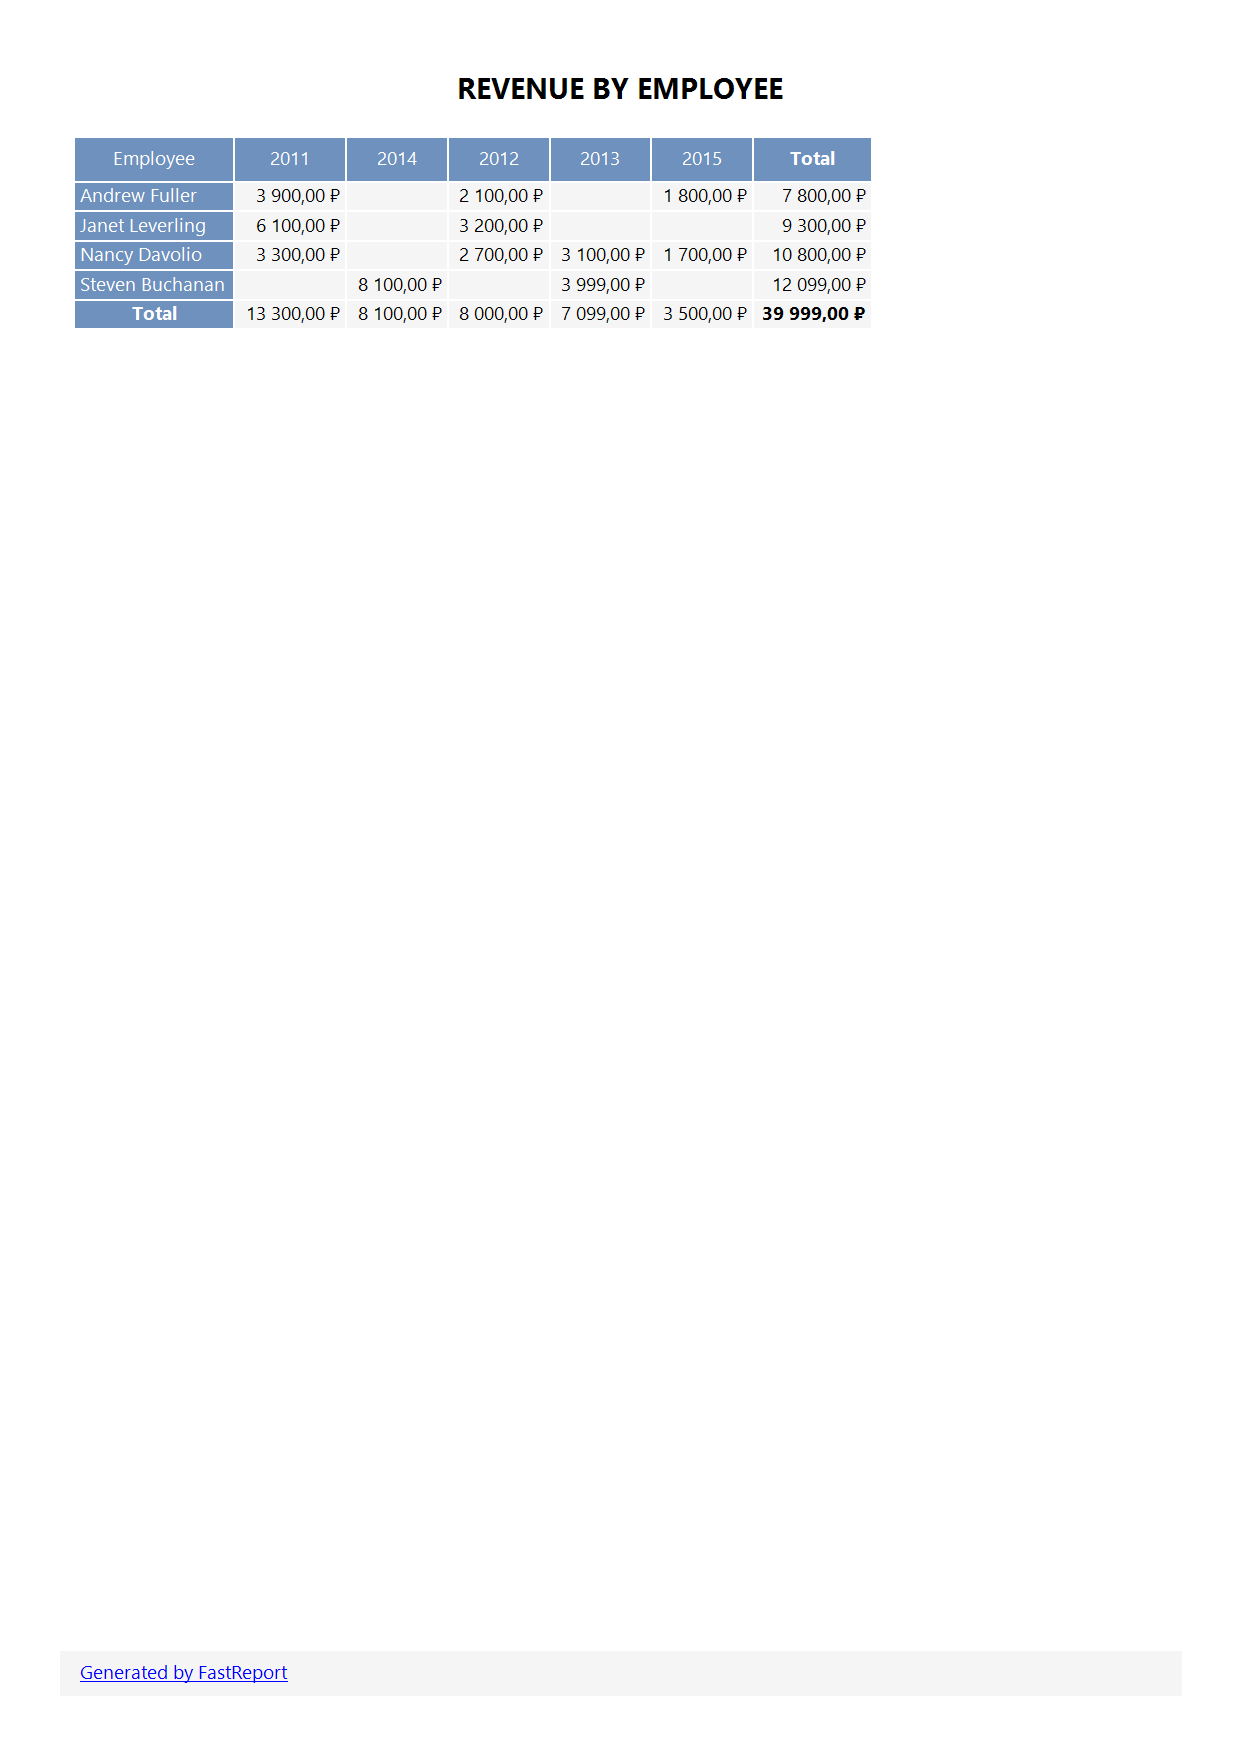 REVENUE BY EMPLOYEE
Employee 2011 2014 2012 2013 2015 Total
Andrew Fuller 3 900,00 ₽ 2 100,00 ₽ 1 800,00 ₽ 7 800,00 ₽
Janet Leverling 6 100,00 ₽ 3 200,00 ₽ 9 300,00 ₽
Nancy Davolio 3 300,00 ₽ 2 700,00 ₽ 3 100,00 ₽ 1 700,00 ₽ 10 800,00 ₽
Steven Buchanan 8 100,00 ₽ 3 999,00 ₽ 12 099,00 ₽
Total 13 300,00 ₽ 8 100,00 ₽ 8 000,00 ₽ 7 099,00 ₽ 3 500,00 ₽ 39 999,00 ₽
Generated by FastReport